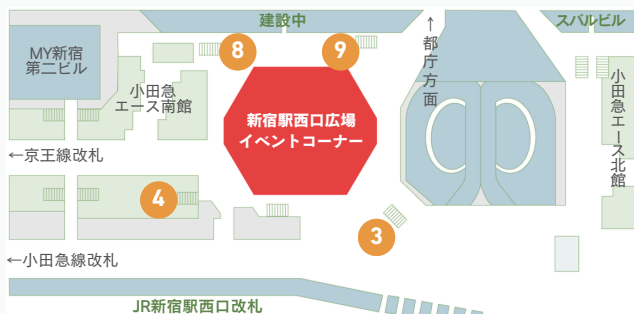 建設中
スバルビル
8
9
↑都庁方面
MY新宿
第二ビル
小田急
エース南館
新宿駅西口広場
イベントコーナー
小田急エース北館
←京王線改札
4
3
←小田急線改札
JR新宿駅西口改札